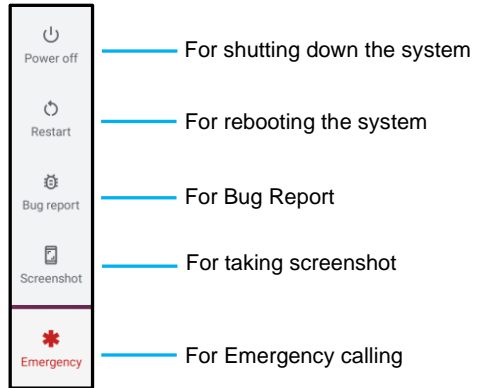 Power off
For shutting down the system
Restart
For rebooting the system
Bug report
For Bug Report
Screenshot
For taking screenshot
Emergency
For Emergency calling